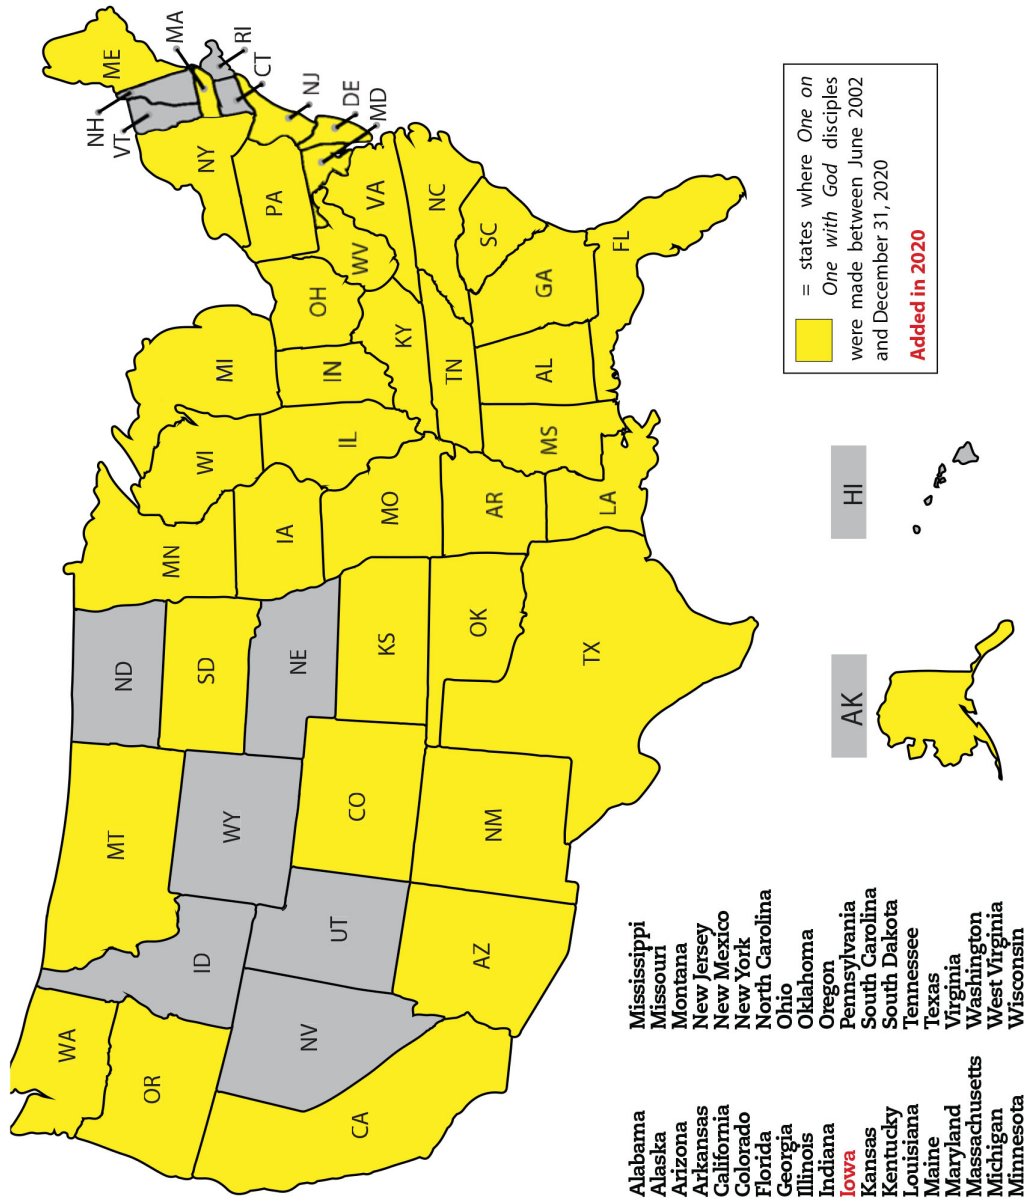 WA
OR
CA
NV
ID
MT
WY
UT
AZ
CO
NM
ND
SD
NE
KS
OK
TX
MN
IA
MO
AR
LA
WI
IL
MS
MI
IN
KY
TN
AL
OH
WV
GA
FL
SC
NC
VA
PA
NY
VT
NH
ME
MA
RI
CT
NJ
DE
MD
AK
HI
= states where One on
One with God disciples
were made between June 2002
and December 31, 2020
Added in 2020
Alabama
Alaska
Arizona
Arkansas
California
Colorado
Florida
Georgia
Illinois
Indiana
Iowa
Kansas
Kentucky
Louisiana
Maine
Maryland
Massachusetts
Michigan
Minnesota
Mississippi
Missouri
Montana
New Jersey
New Mexico
New York
North Carolina
Ohio
Oklahoma
Oregon
Pennsylvania
South Carolina
South Dakota
Tennessee
Texas
Virginia
Washington
West Virginia
Wisconsin